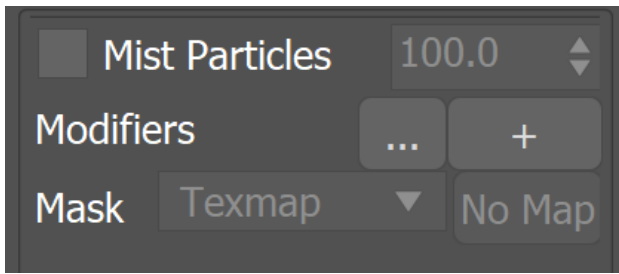 Mist Particles 100.0
Modifiers ... +
Mask Texmap No Map